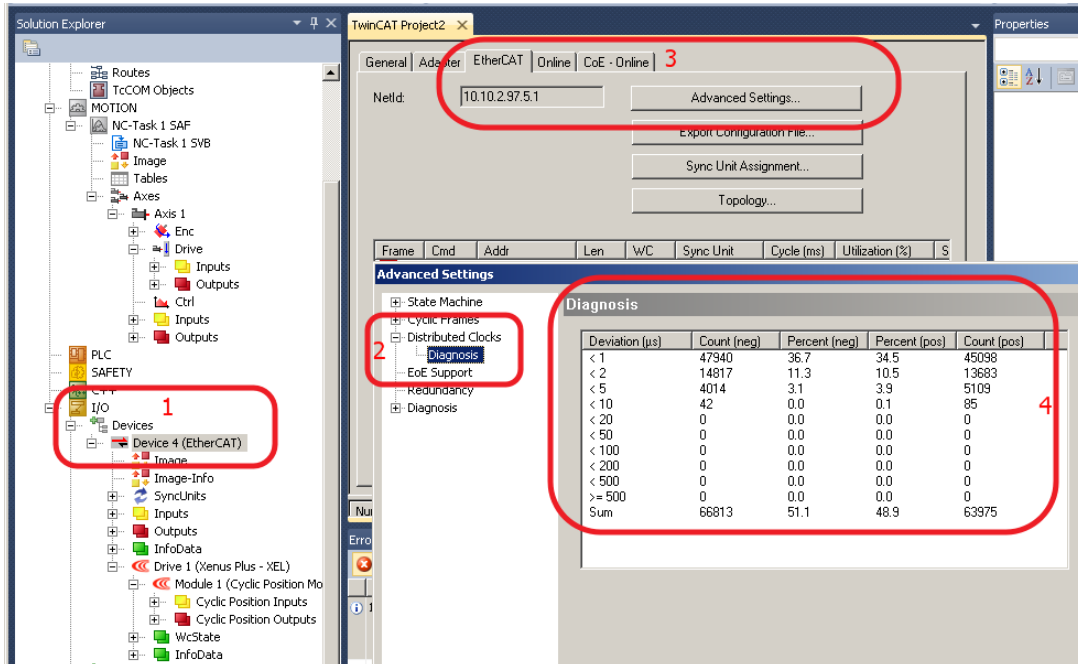 Solution Explorer
Routes
TcCOM Objects
MOTION
NC-Task 1 SAF
NC-Task 1 SVB
Image
Tables
Axes
Axis 1
Enc
Drive
Inputs
Outputs
Ctrl
Inputs
Outputs
PLC
SAFETY
C++
I/O
1
Devices
Device 4 (EtherCAT)
Image
Image-Info
SyncUnits
Inputs
Outputs
InfoData
Drive 1 (Xenus Plus - XEL)
Module 1 (Cyclic Position Mo
Cyclic Position Inputs
Cyclic Position Outputs
WcState
InfoData
TwinCAT Project2
General Adapter EtherCAT Online CoE - Online 3
NetId: 10.10.2.97.5.1 Advanced Settings...
Export Configuration File...
Sync Unit Assignment...
Topology...
Frame Cmd Addr Len WC Sync Unit Cycle (ms) Utilization (%) S
Nu
Erro
1
Advanced Settings
State Machine
Cyclic Frames
Distributed Clocks
2
Diagnosis
EoE Support
Redundancy
Diagnosis
Diagnosis
Deviation (µs) Count (neg) Percent (neg) Percent (pos) Count (pos)
< 1 47940 36.7 34.5 45098
< 2 14817 11.3 10.5 13683
< 5 4014 3.1 3.9 5109
< 10 42 0.0 0.1 85
4
< 20 0 0.0 0.0 0
< 50 0 0.0 0.0 0
< 100 0 0.0 0.0 0
< 200 0 0.0 0.0 0
< 500 0 0.0 0.0 0
>= 500 0 0.0 0.0 0
Sum 66813 51.1 48.9 63975
Properties